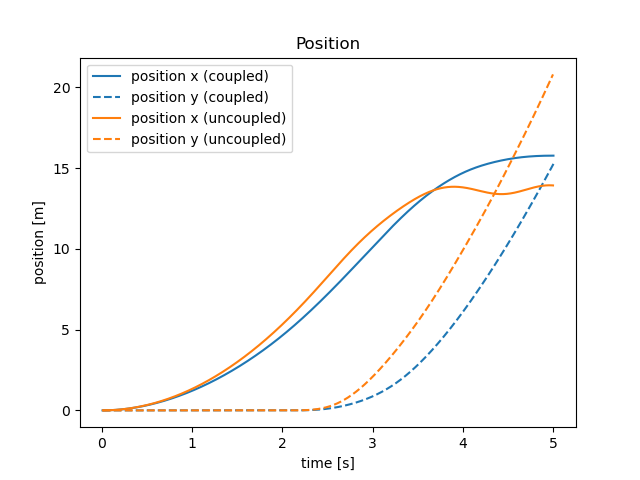 Position
position x (coupled)
position y (coupled)
position x (uncoupled)
position y (uncoupled)
position [m]
20
15
10
5
0
0 1 2 3 4 5
time [s]